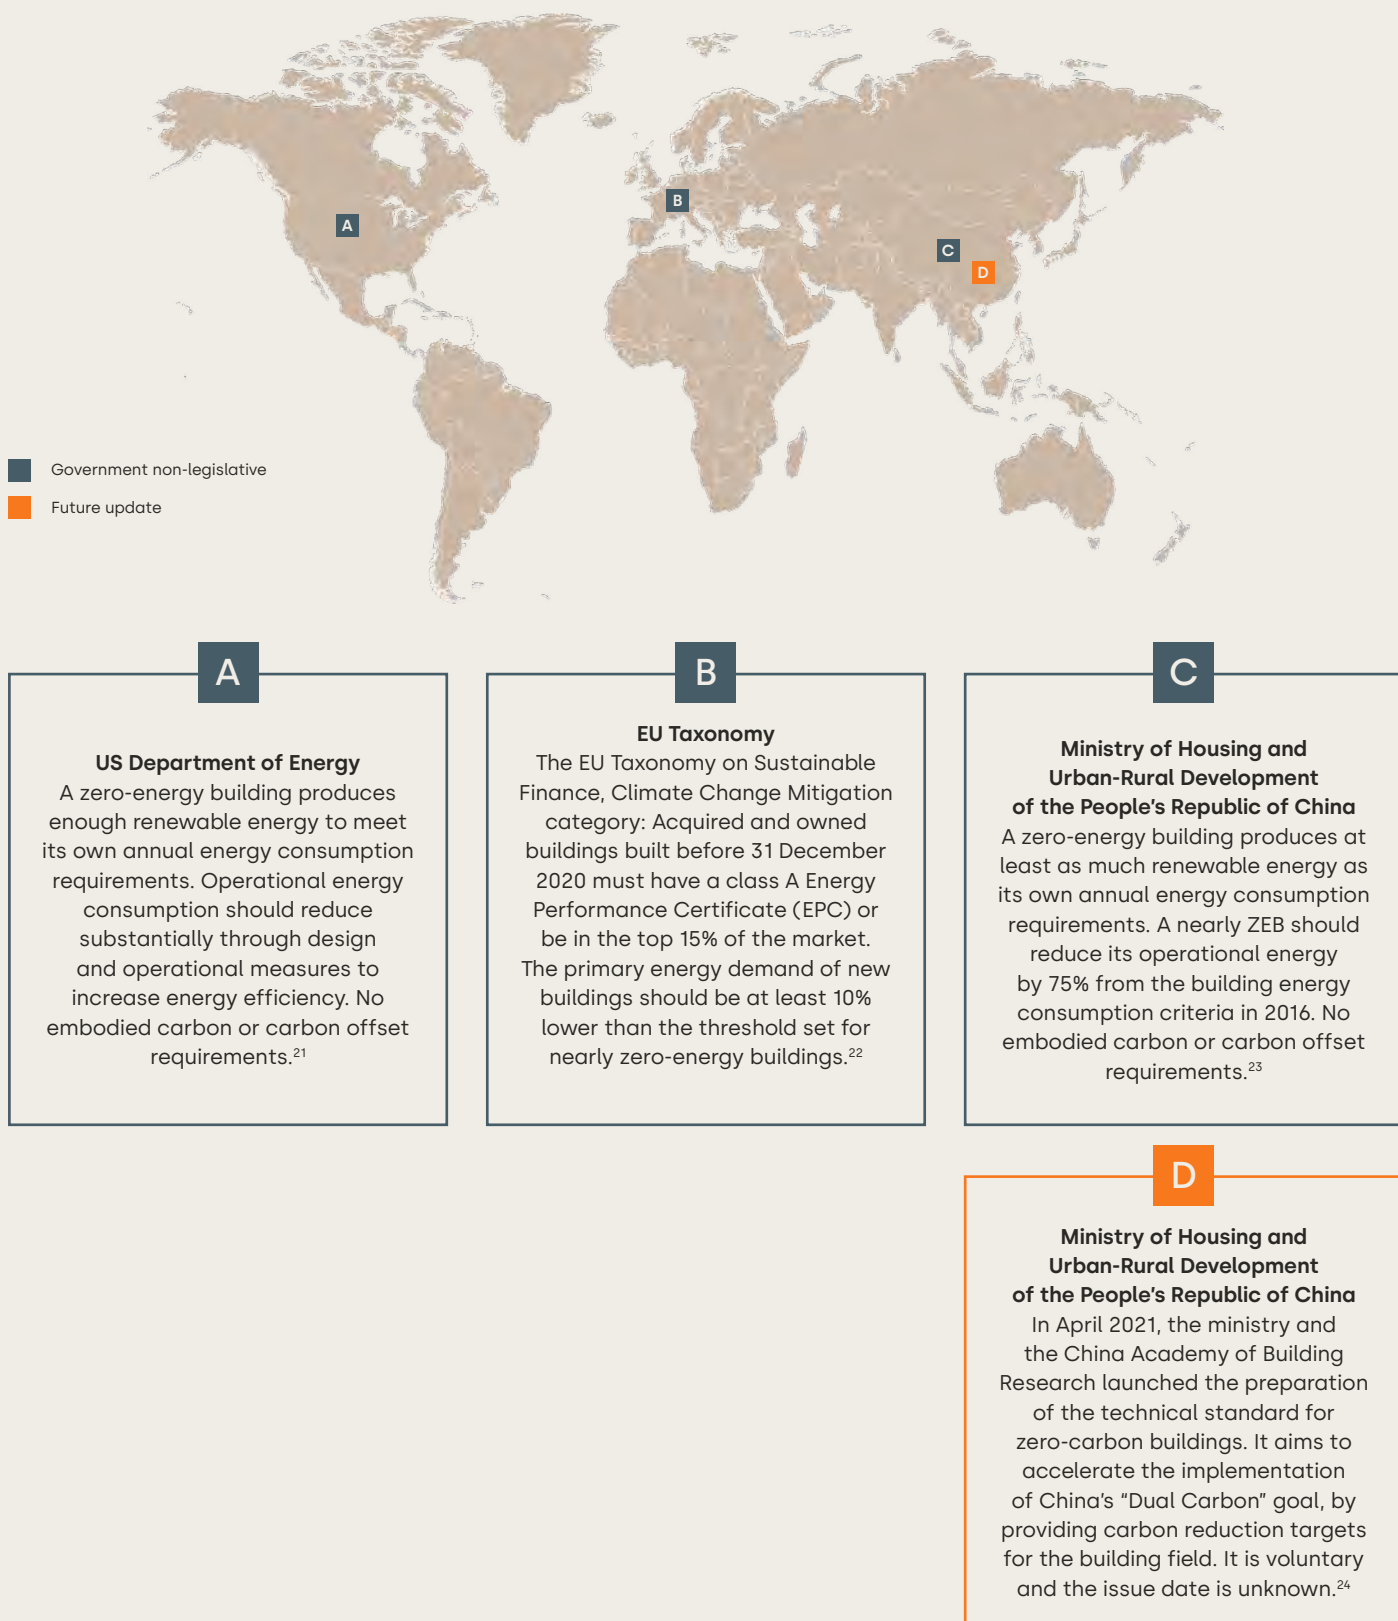 A
B
C
D
Government non-legislative
Future update
A
US Department of Energy
A zero-energy building produces
enough renewable energy to meet
its own annual energy consumption
requirements. Operational energy
consumption should reduce
substantially through design
and operational measures to
increase energy efficiency. No
embodied carbon or carbon offset
requirements.21
B
EU Taxonomy
The EU Taxonomy on Sustainable
Finance, Climate Change Mitigation
category: Acquired and owned
buildings built before 31 December
2020 must have a class A Energy
Performance Certificate (EPC) or
be in the top 15% of the market.
The primary energy demand of new
buildings should be at least 10%
lower than the threshold set for
nearly zero-energy buildings.22
C
Ministry of Housing and
Urban-Rural Development
of the People's Republic of China
A zero-energy building produces at
least as much renewable energy as
its own annual energy consumption
requirements. A nearly ZEB should
reduce its operational energy
by 75% from the building energy
consumption criteria in 2016. No
embodied carbon or carbon offset
requirements.23
D
Ministry of Housing and
Urban-Rural Development
of the People's Republic of China
In April 2021, the ministry and
the China Academy of Building
Research launched the preparation
of the technical standard for
zero-carbon buildings. It aims to
accelerate the implementation
of China's "Dual Carbon" goal, by
providing carbon reduction targets
for the building field. It is voluntary
and the issue date is unknown.24